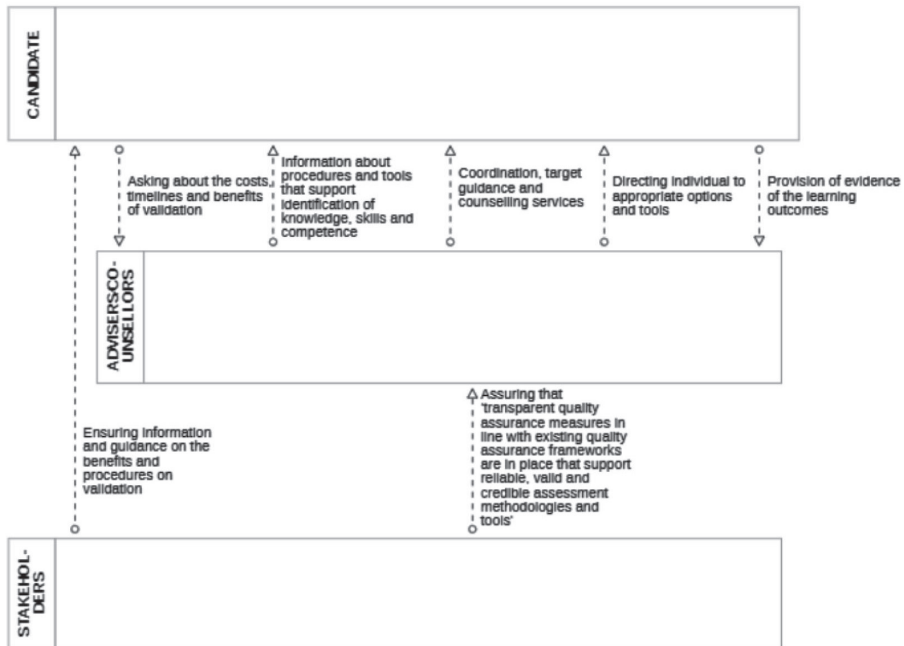 CANDIDATE
Asking about the costs,
timelines and benefits
of validation
Information about
procedures and tools
that support
identification of
knowledge, skills and
competence
Coordination, target
guidance and
counselling services
Directing individual to
appropriate options
and tools
Provision of evidence
of the learning
outcomes
ADVISERS/CO-
UNSELLORS
Ensuring information
and guidance on the
benefits and
procedures on
validation
Assuring that
'transparent quality
assurance measures in
line with existing quality
assurance frameworks
are in place that support
reliable, valid and
credible assessment
methodologies and
tools'
STAKEHOL-
DERS